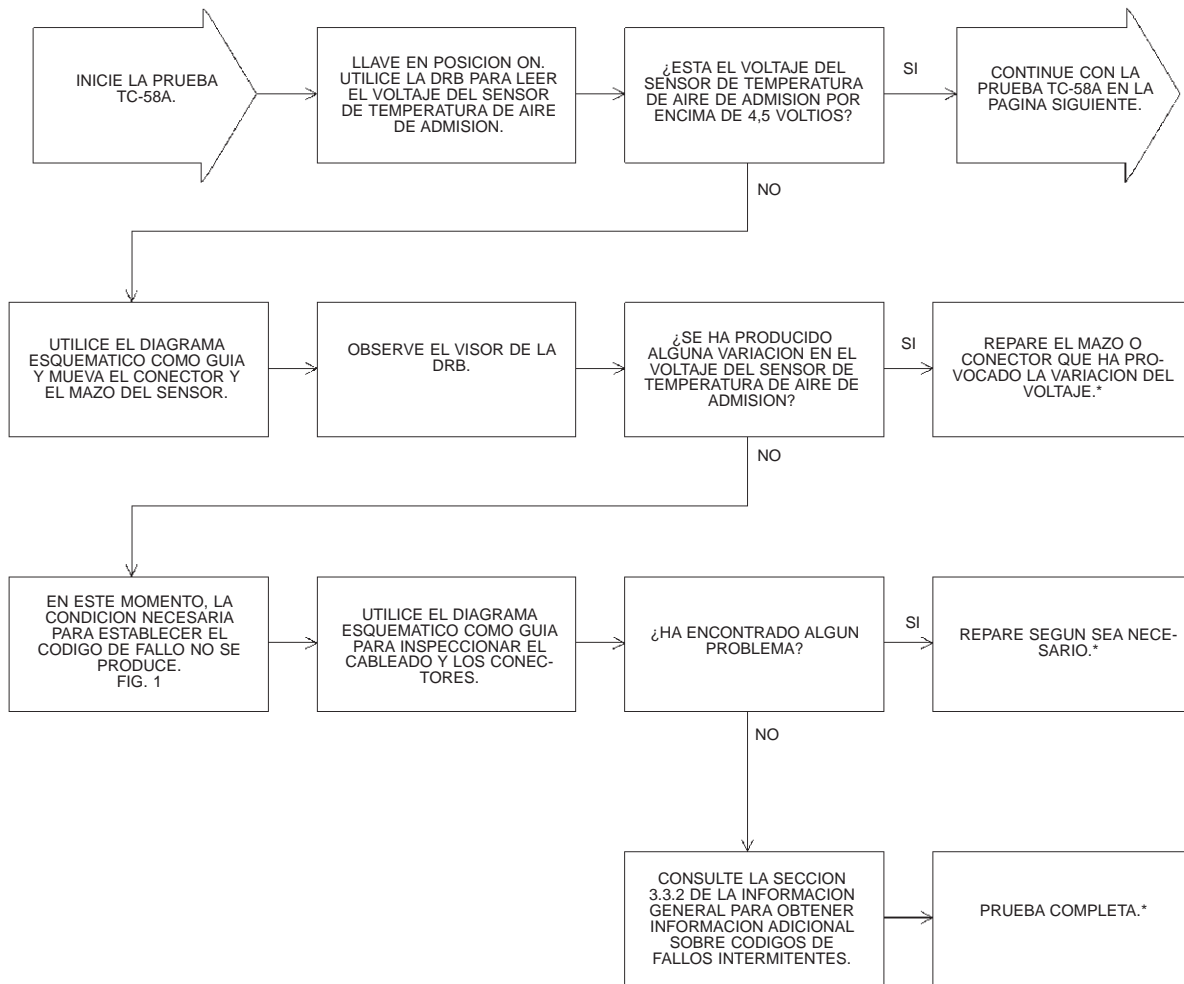 INICIE LA PRUEBA
TC-58A.
LLAVE EN POSICION ON.
UTILICE LA DRB PARA LEER
EL VOLTAJE DEL SENSOR
DE TEMPERATURA DE AIRE
DE ADMISION.
¿ESTA EL VOLTAJE DEL
SENSOR DE TEMPERATURA
DE AIRE DE ADMISION POR
ENCIMA DE 4,5 VOLTIOS?
SI
CONTINUE CON LA
PRUEBA TC-58A EN LA
PAGINA SIGUIENTE.
NO
UTILICE EL DIAGRAMA
ESQUEMATICO COMO GUIA
Y MUEVA EL CONECTOR Y
EL MAZO DEL SENSOR.
OBSERVE EL VISOR DE LA
DRB.
¿SE HA PRODUCIDO
ALGUNA VARIACION EN EL
VOLTAJE DEL SENSOR DE
TEMPERATURA DE AIRE DE
ADMISION?
SI
REPARE EL MAZO O
CONECTOR QUE HA PRO-
VOCADO LA VARIACION DEL
VOLTAJE.*
NO
EN ESTE MOMENTO, LA
CONDICION NECESARIA
PARA ESTABLECER EL
CODIGO DE FALLO NO SE
PRODUCE.
FIG. 1
UTILICE EL DIAGRAMA
ESQUEMATICO COMO GUIA
PARA INSPECCIONAR EL
CABLEADO Y LOS CONEC-
TORES.
¿HA ENCONTRADO ALGUN
PROBLEMA?
SI
REPARE SEGUN SEA NECE-
SARIO.*
NO
CONSULTE LA SECCION
3.3.2 DE LA INFORMACION
GENERAL PARA OBTENER
INFORMACION ADICIONAL
SOBRE CODIGOS DE
FALLOS INTERMITENTES.
PRUEBA COMPLETA.*